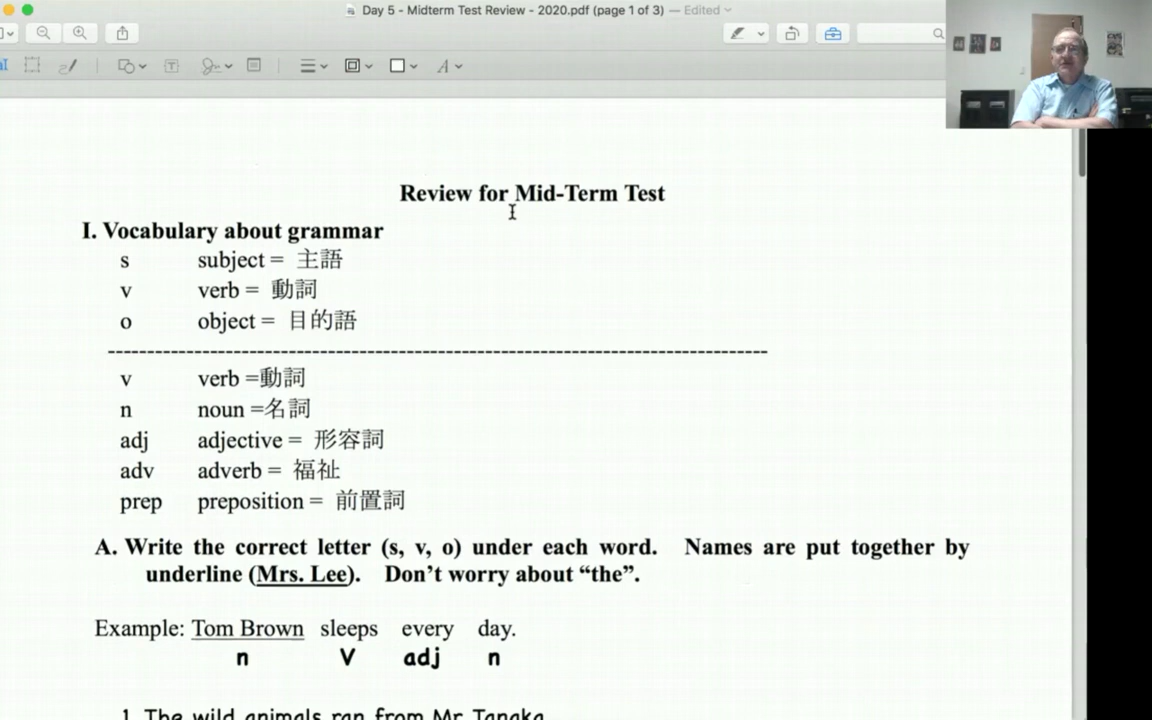 Day 5 - Midterm Test Review - 2020.pdf (page 1 of 3) — Edited
Review for Mid-Term Test
I. Vocabulary about grammar
s subject = 主語
v verb = 動詞
o object = 目的語
v verb =動詞
n noun =名詞
adj adjective = 形容詞
adv adverb = 福祉
prep preposition = 前置詞
A. Write the correct letter (s, v, o) under each word. Names are put together by
underline (Mrs. Lee). Don't worry about “the”.
Example: Tom Brown sleeps every day.
n V adj n
1. The wild animals ran from Mr. Tanaka